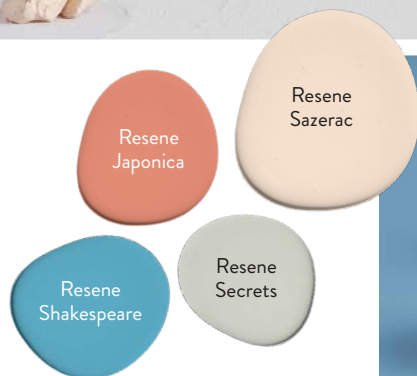 Resene
Sazerac
Resene
Japonica
Resene
Secrets
Resene
Shakespeare